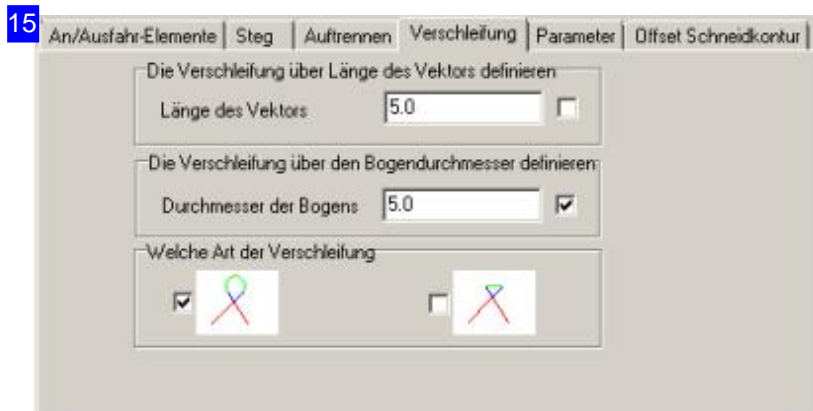 15
An/Ausfahr-Elemente Steg Auftrennen Verschleifung Parameter Offset Schneidkontur
Die Verschleifung über Länge des Vektors definieren
Länge des Vektors 5.0
Die Verschleifung über den Bogendurchmesser definieren
Durchmesser der Bogens 5.0
Welche Art der Verschleifung